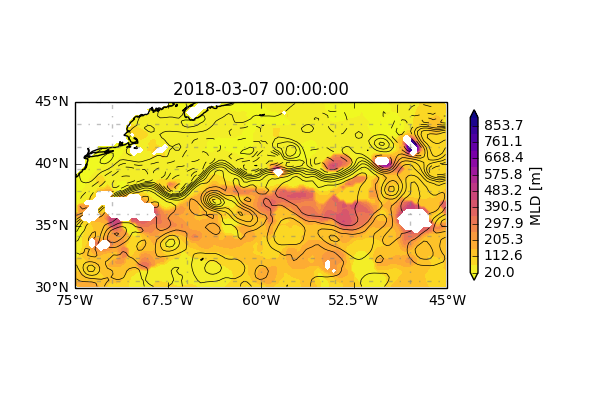 2018-03-07 00:00:00
45°N
40°N
35°N
30°N
75°W
67.5°W
60°W
52.5°W
45°W
853.7
761.1
668.4
575.8
483.2
390.5
297.9
205.3
112.6
20.0
MLD [m]